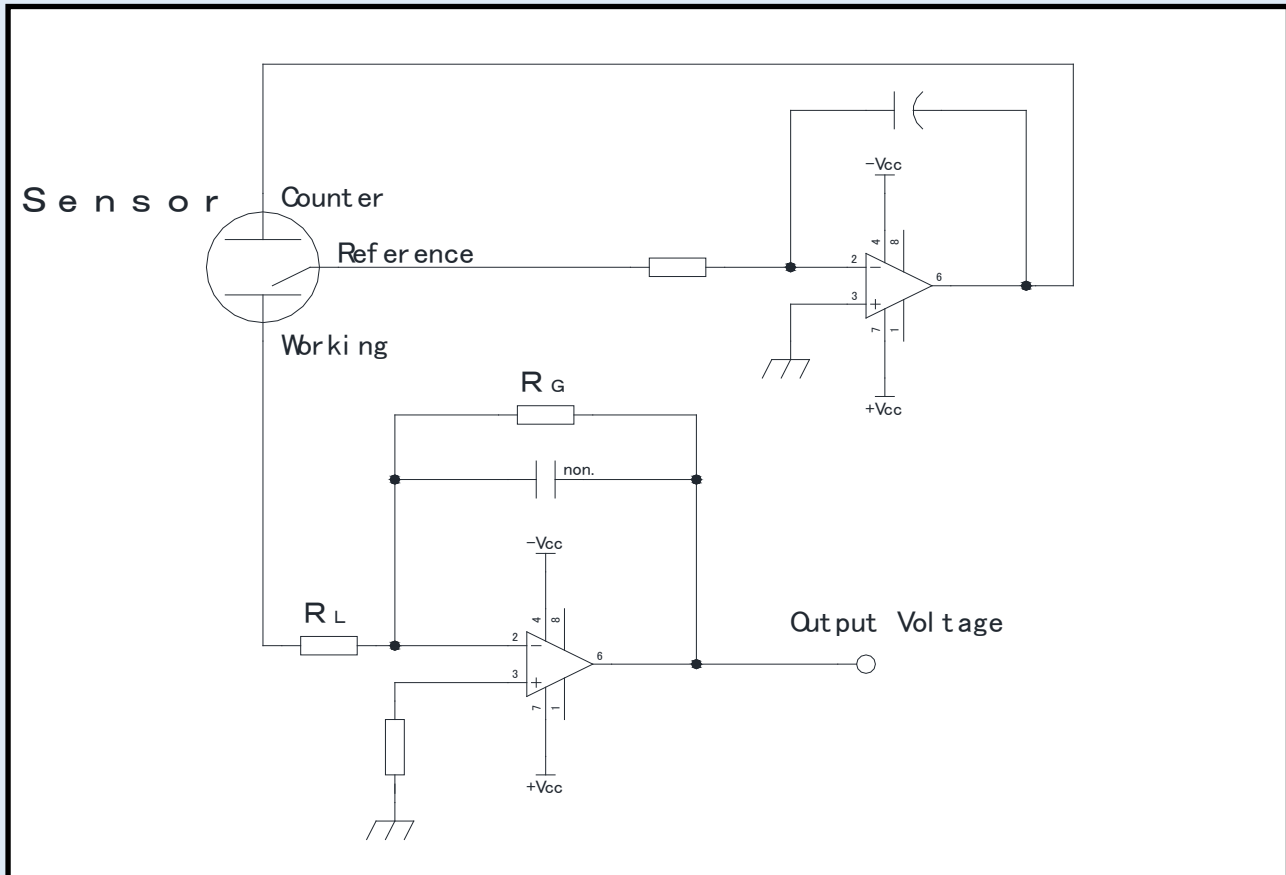 Sensor
Counter
Reference
Working
-Vcc
4
8
2
−
6
3
+
7
1
+Vcc
RG
non.
-Vcc
RL
4
8
2
−
6
3
+
7
1
+Vcc
Output Voltage